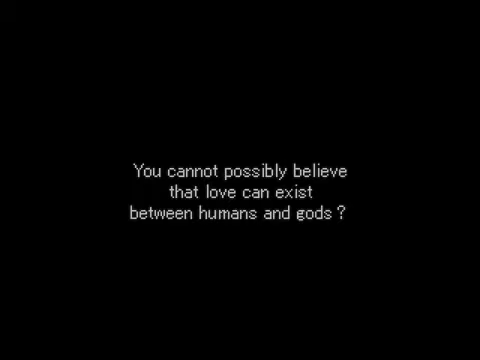 You cannot possibly believe
that love can exist
between humans and gods？